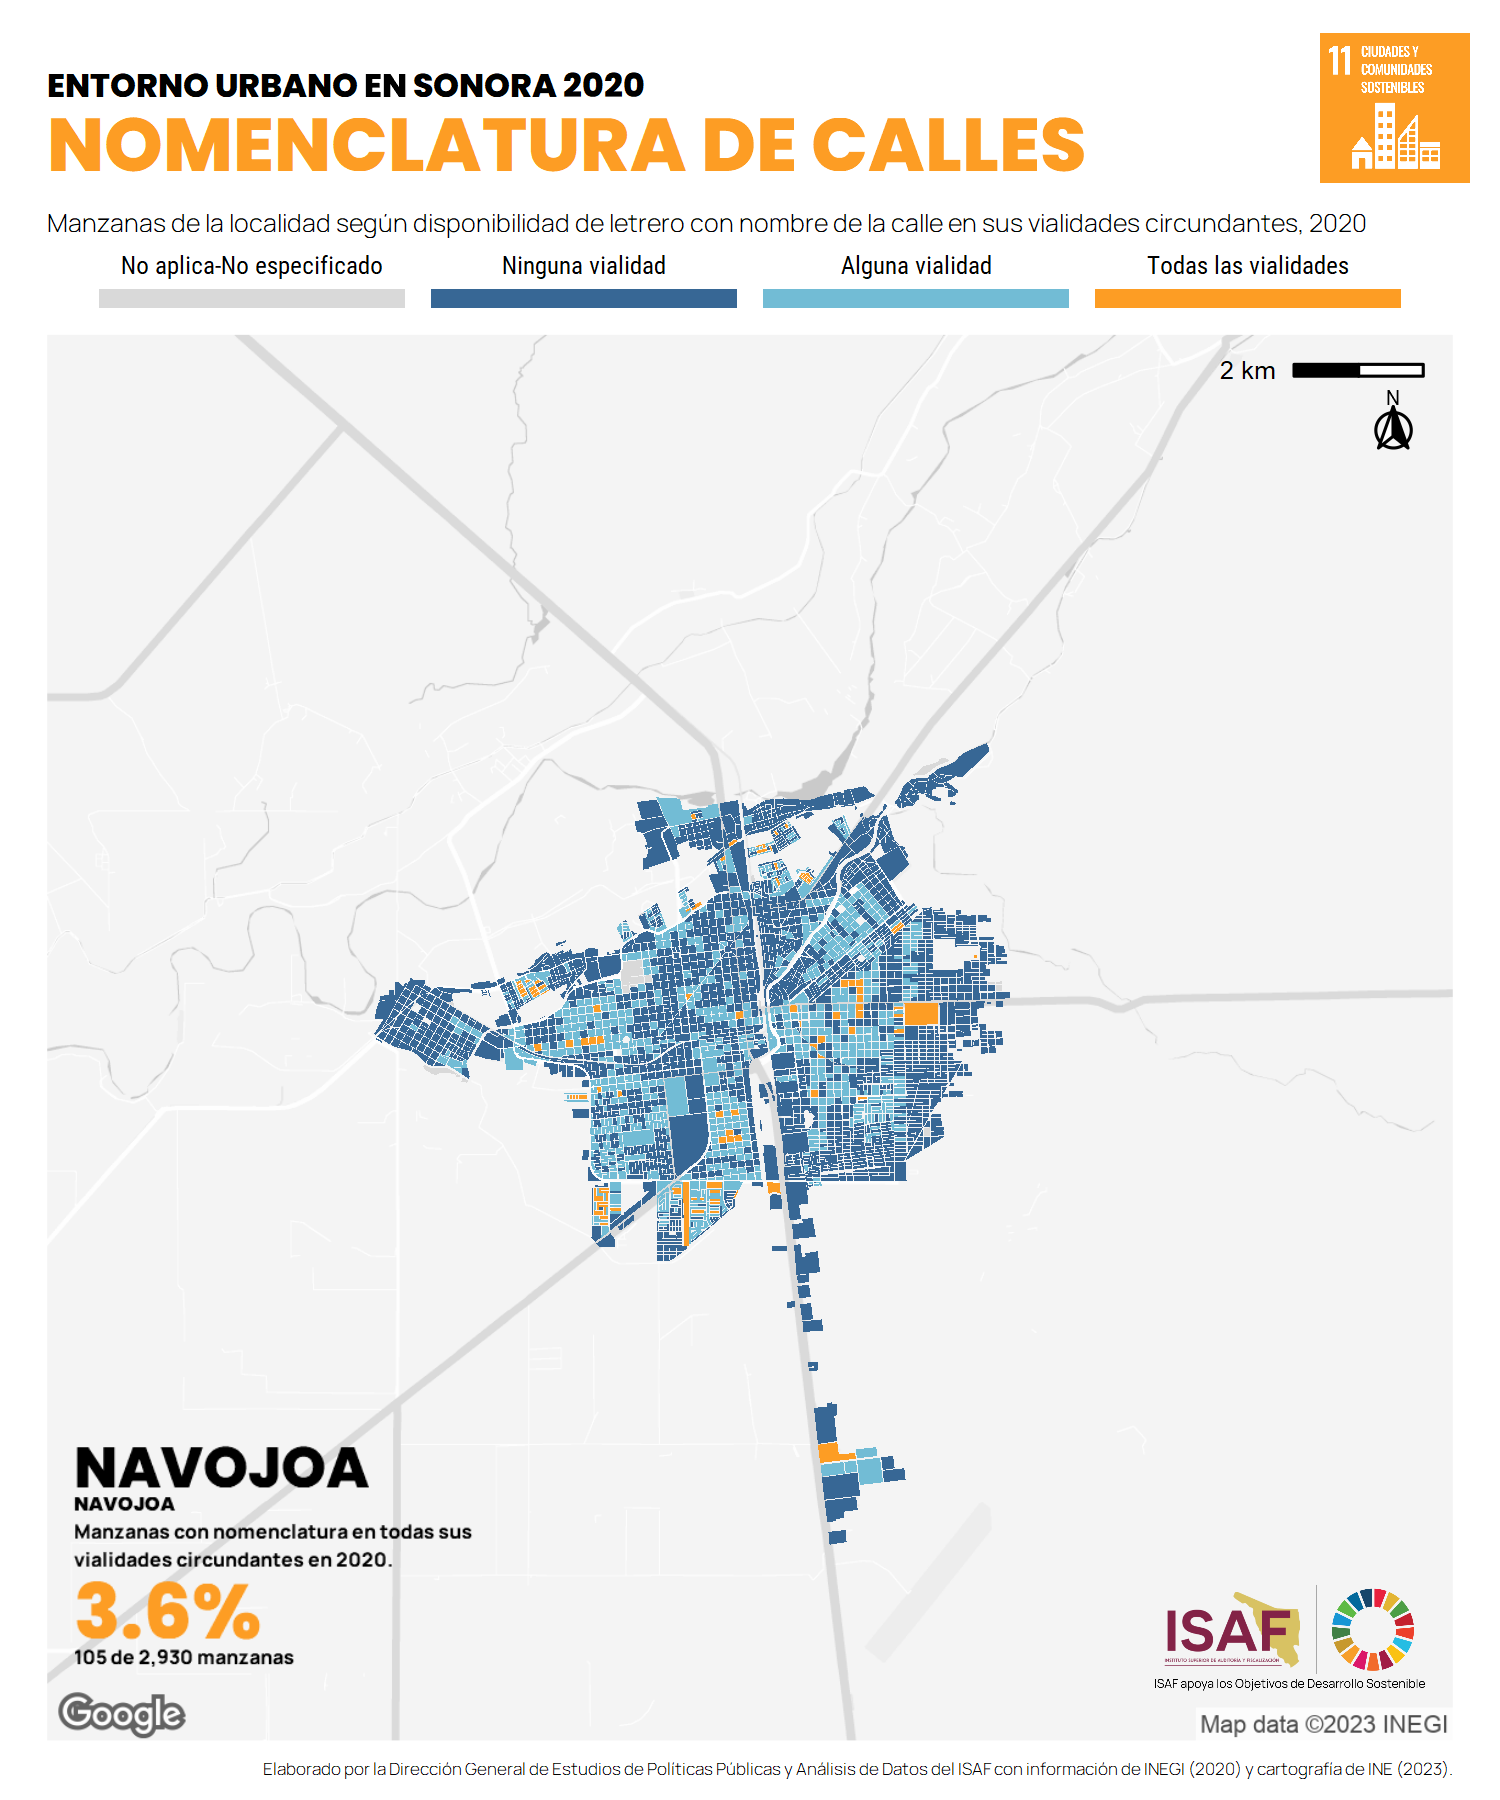 ENTORNO URBANO EN SONORA 2020
NOMENCLATURA DE CALLES
11 CIUDADES Y
COMUNIDADES
SOSTENIBLES
Manzanas de la localidad según disponibilidad de letrero con nombre de la calle en sus vialidades circundantes, 2020
No aplica-No especificado
Ninguna vialidad
Alguna vialidad
Todas las vialidades
2 km
N
NAVOJOA
NAVOJOA
Manzanas con nomenclatura en todas sus
vialidades circundantes en 2020.
3.6%
105 de 2,930 manzanas
Google
ISAF
INSTITUTO SUPERIOR DE AUDITORÍA Y FISCALIZACIÓN
ISAF apoya los Objetivos de Desarrollo Sostenible
Map data ©2023 INEGI
Elaborado por la Dirección General de Estudios de Políticas Públicas y Análisis de Datos del ISAF con información de INEGI (2020) y cartografía de INE (2023).